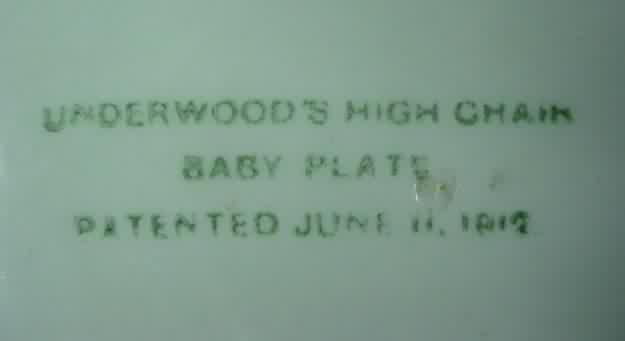 UNDERWOOD'S HIGH CHAIR
BABY PLATE
PATENTED JUNE 11, 1912